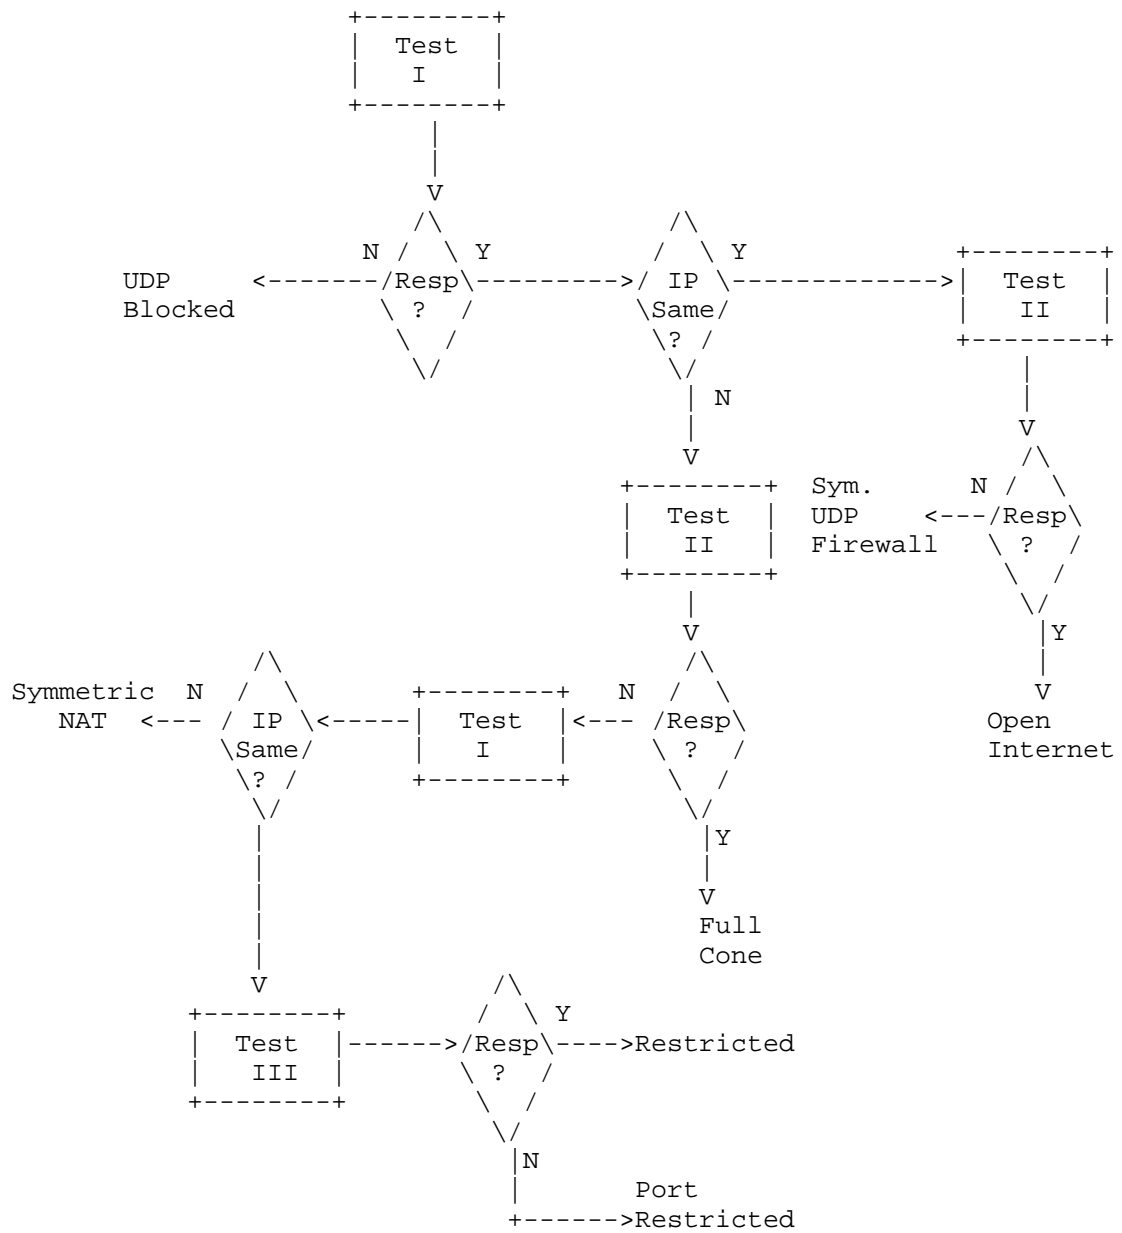 Test
I
N Y Y
UDP Resp IP Test
Blocked ? Same II
?
N
V
V
V
Test Sym. N
II UDP Resp
Firewall ?
V Y
Symmetric N N V
NAT IP Test Resp Open
Same I ? Internet
?
Y
V
Full
Cone
V
Y
Test Resp Restricted
III ?
N
Port
Restricted